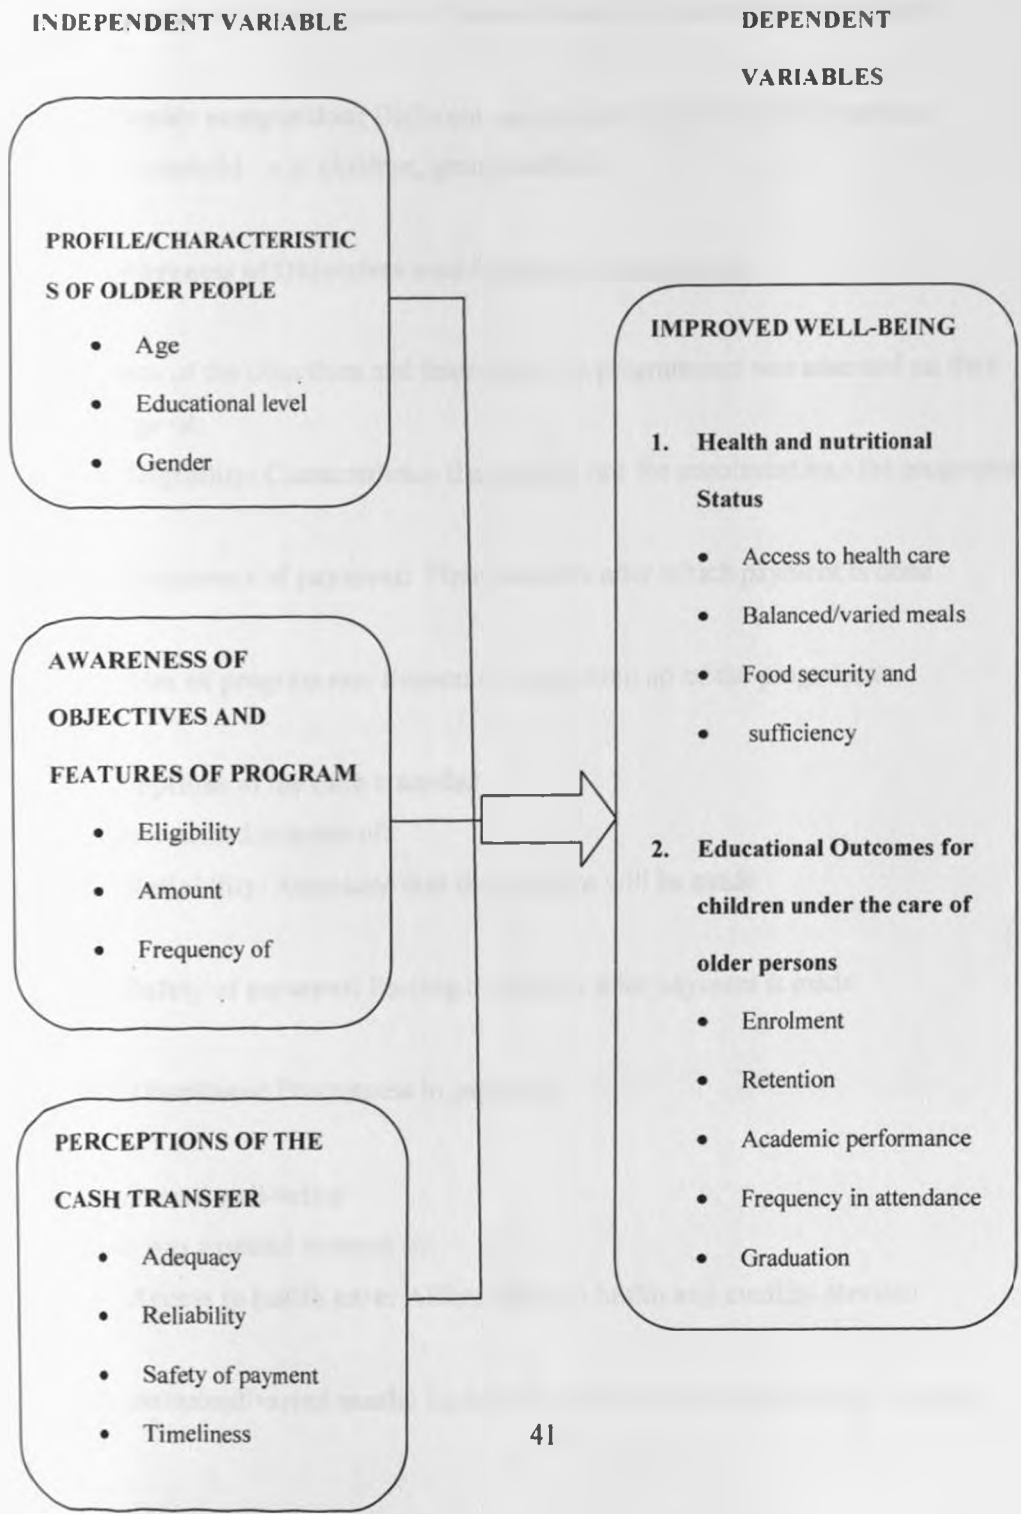 INDEPENDENT VARIABLE
DEPENDENT
VARIABLES
PROFILE/CHARACTERISTIC
S OF OLDER PEOPLE
• Age
• Educational level
• Gender
AWARENESS OF
OBJECTIVES AND
FEATURES OF PROGRAM
• Eligibility
• Amount
• Frequency of
PERCEPTIONS OF THE
CASH TRANSFER
• Adequacy
• Reliability
• Safety of payment
• Timeliness
IMPROVED WELL-BEING
1. Health and nutritional
Status
• Access to health care
• Balanced/varied meals
• Food security and
• sufficiency
2. Educational Outcomes for
children under the care of
older persons
• Enrolment
• Retention
• Academic performance
• Frequency in attendance
• Graduation
41